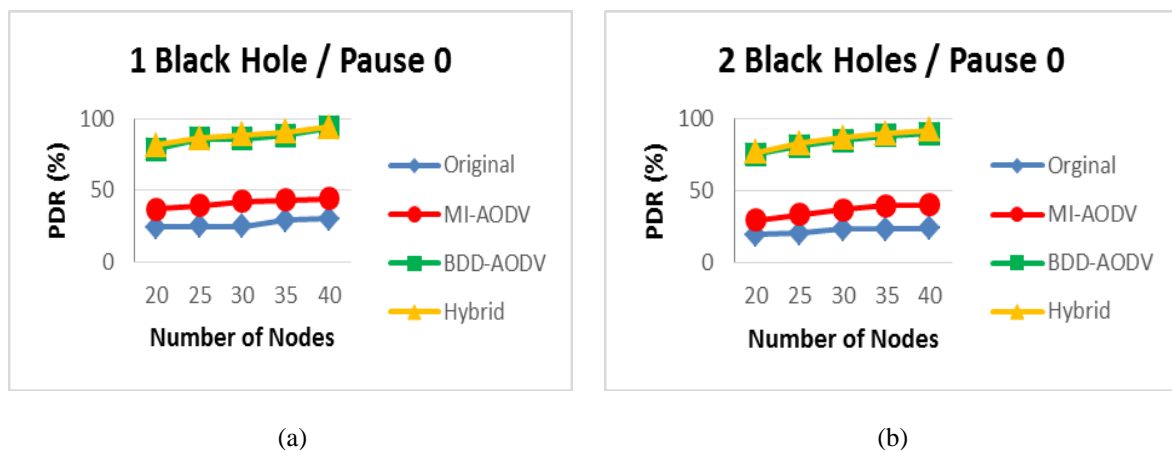 1 Black Hole / Pause 0
PDR (%)
100
50
0
20 25 30 35 40
Number of Nodes
Original
MI-AODV
BDD-AODV
Hybrid
(a)
2 Black Holes / Pause 0
PDR (%)
100
50
0
20 25 30 35 40
Number of Nodes
Orginal
MI-AODV
BDD-AODV
Hybrid
(b)